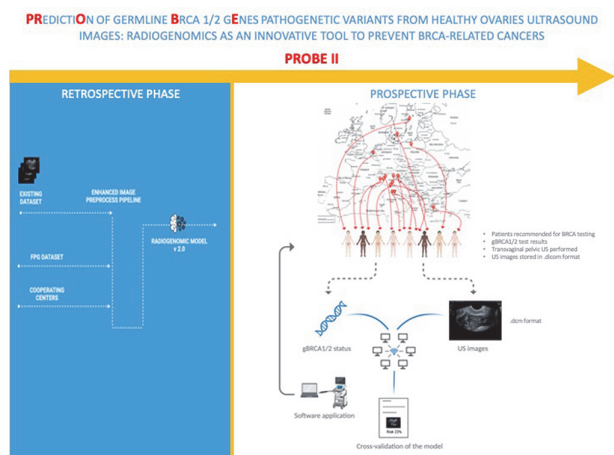 PREDICTION OF GERMLINE BRCA 1/2 GENES PATHOGENETIC VARIANTS FROM HEALTHY OVARIES ULTRASOUND
IMAGES: RADIOGENOMICS AS AN INNOVATIVE TOOL TO PREVENT BRCA-RELATED CANCERS
PROBE II
RETROSPECTIVE PHASE
EXISTING
DATASET
ENHANCED IMAGE
PREPROCESS PIPELINE
RADIOGENOMIC MODEL
v 2.0
FPG DATASET
COOPERATING
CENTERS
PROSPECTIVE PHASE
• Patients recommended for BRCA testing
• gBRCA1/2 test results
• Transvaginal pelvic US performed
• US images stored in .dicom format
gBRCA1/2 status
US images
.dcm format
Software application
Risk 23%
Cross-validation of the model